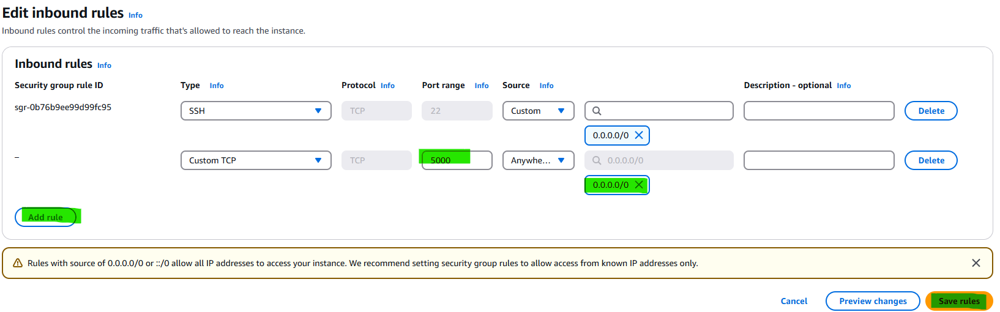 Edit inbound rules Info
Inbound rules control the incoming traffic that's allowed to reach the instance.
Inbound rules Info
Security group rule ID Type Info Protocol Info Port range Info Source Info Description - optional Info
sgr-0b76b9ee99d99fc95 SSH TCP 22 Custom Delete
0.0.0.0/0
– Custom TCP TCP 5000 Anywhe... 0.0.0.0/0 Delete
0.0.0.0/0
Add rule
Rules with source of 0.0.0.0/0 or ::/0 allow all IP addresses to access your instance. We recommend setting security group rules to allow access from known IP addresses only.
Cancel Preview changes Save rules